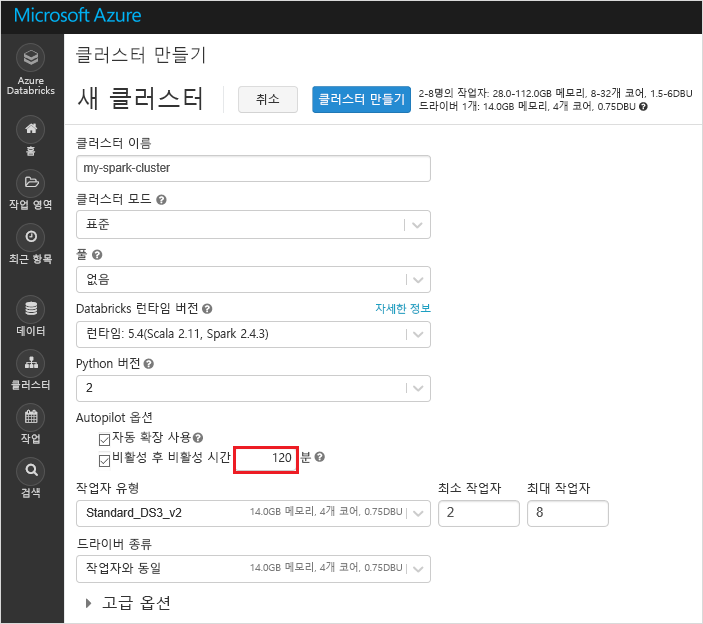 Microsoft Azure
Azure
Databricks
홈
작업 영역
최근 항목
데이터
클러스터
작업
검색
클러스터 만들기
새 클러스터
취소
클러스터 만들기
2-8명의 작업자: 28.0-112.0GB 메모리, 8-32개 코어, 1.5-6DBU
드라이버 1개: 14.0GB 메모리, 4개 코어, 0.75DBU ?
클러스터 이름
my-spark-cluster
클러스터 모드 ?
표준
풀 ?
없음
Databricks 런타임 버전 ? 자세한 정보
런타임: 5.4(Scala 2.11, Spark 2.4.3)
Python 버전 ?
2
Autopilot 옵션
자동 확장 사용 ?
비활성 후 비활성 시간 120 분 ?
작업자 유형 최소 작업자 최대 작업자
Standard_DS3_v2 14.0GB 메모리, 4개 코어, 0.75DBU 2 8
드라이버 종류
작업자와 동일 14.0GB 메모리, 4개 코어, 0.75DBU
고급 옵션